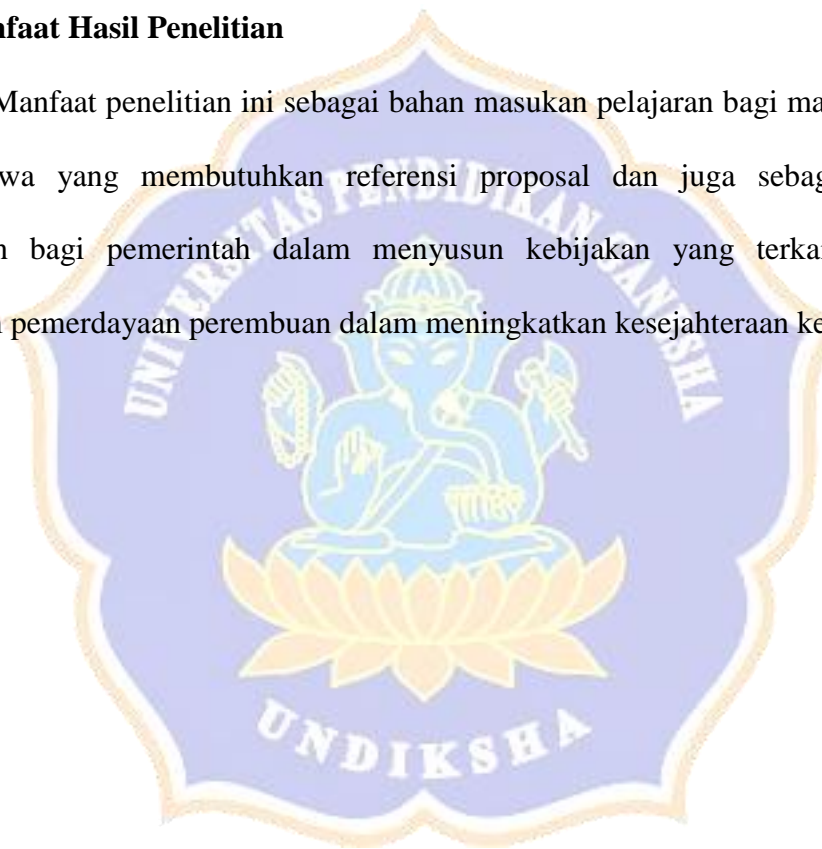 nfaat Hasil Penelitian
Manfaat penelitian ini sebagai bahan masukan pelajaran bagi ma
wa yang membutuhkan referensi proposal dan juga sebag
n bagi pemerintah dalam menyusun kebijakan yang terka
pemerdayaan perembuan dalam meningkatkan kesejahteraan ke
UNIVERSITAS PENDIDIKAN GANESHA
UNDIKSHA